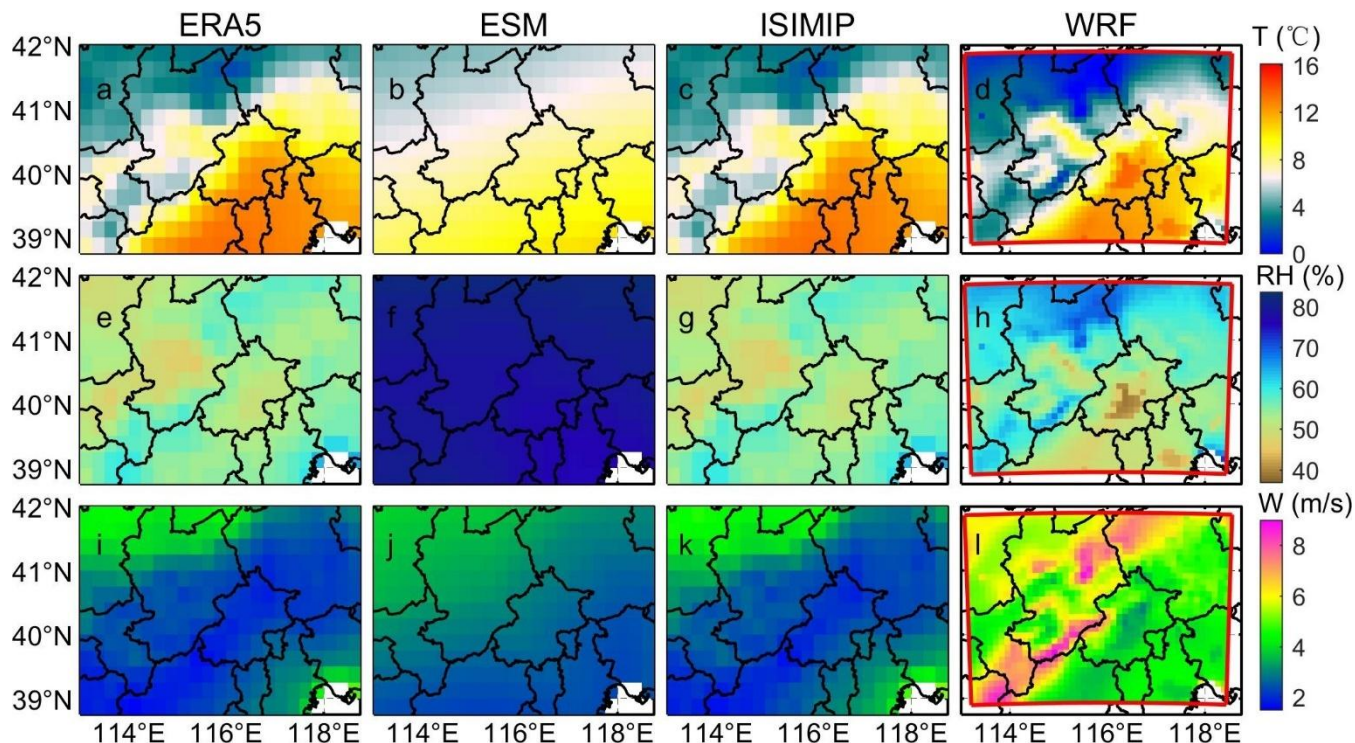 ERA5 ESM ISIMIP WRF
T (℃)
42°N 16
a b c d
41°N 12
40°N 8
4
39°N 0
42°N RH (%)
e f g h
80
41°N 70
40°N 60
50
39°N 40
42°N W (m/s)
i j k l
8
41°N
6
40°N
4
39°N 2
114°E 116°E 118°E 114°E 116°E 118°E 114°E 116°E 118°E 114°E 116°E 118°E